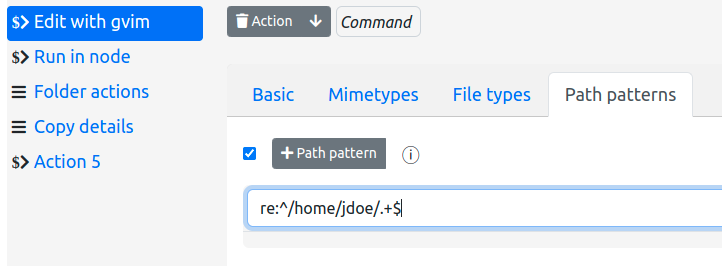 $> Edit with gvim
Action
Command
$> Run in node
Folder actions
Copy details
$> Action 5
Basic
Mimetypes
File types
Path patterns
+ Path pattern
re:^/home/jdoe/.+$